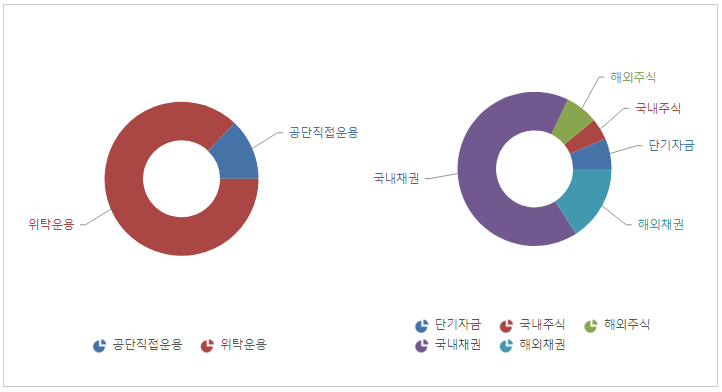 공단직접운용
위탁운용
공단직접운용 위탁운용
해외주식
국내주식
단기자금
국내채권
해외채권
단기자금 국내주식 해외주식
국내채권 해외채권